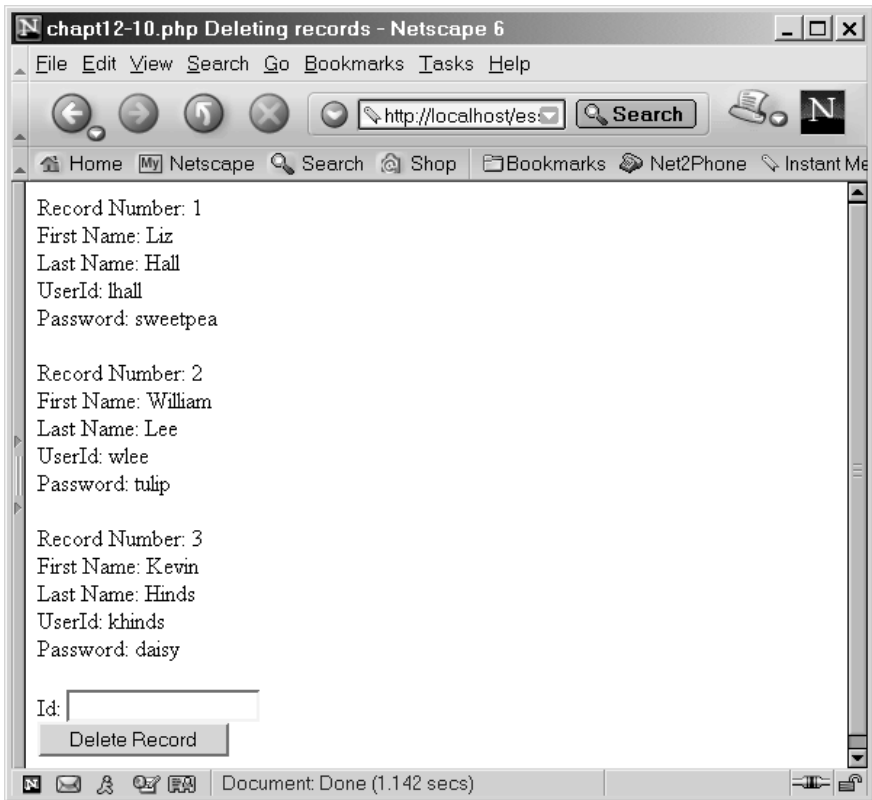 N chapt12-10.php Deleting records - Netscape 6
File Edit View Search Go Bookmarks Tasks Help
http://localhost/es Search N
Home My Netscape Search Shop Bookmarks Net2Phone Instant Me
Record Number: 1
First Name: Liz
Last Name: Hall
UserId: lhall
Password: sweetpea
Record Number: 2
First Name: William
Last Name: Lee
UserId: wlee
Password: tulip
Record Number: 3
First Name: Kevin
Last Name: Hinds
UserId: khinds
Password: daisy
Id:
Delete Record
N Document: Done (1.142 secs)